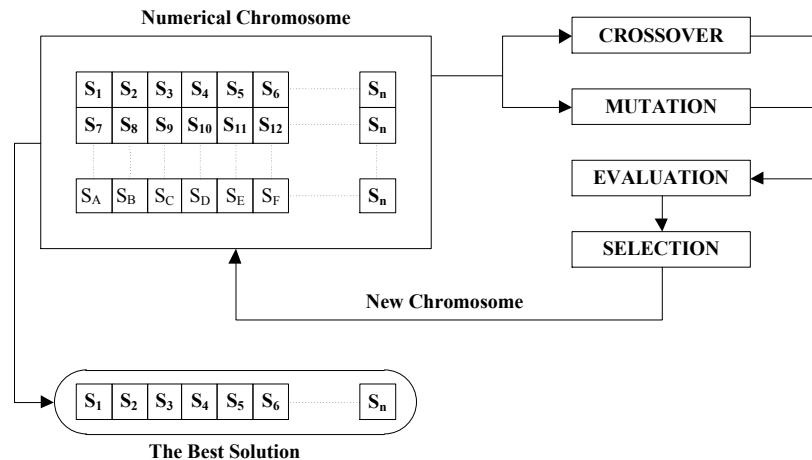 Numerical Chromosome
S1 S2 S3 S4 S5 S6 Sn
S7 S8 S9 S10 S11 S12 Sn
SA SB SC SD SE SF Sn
CROSSOVER
MUTATION
EVALUATION
SELECTION
New Chromosome
S1 S2 S3 S4 S5 S6 Sn
The Best Solution